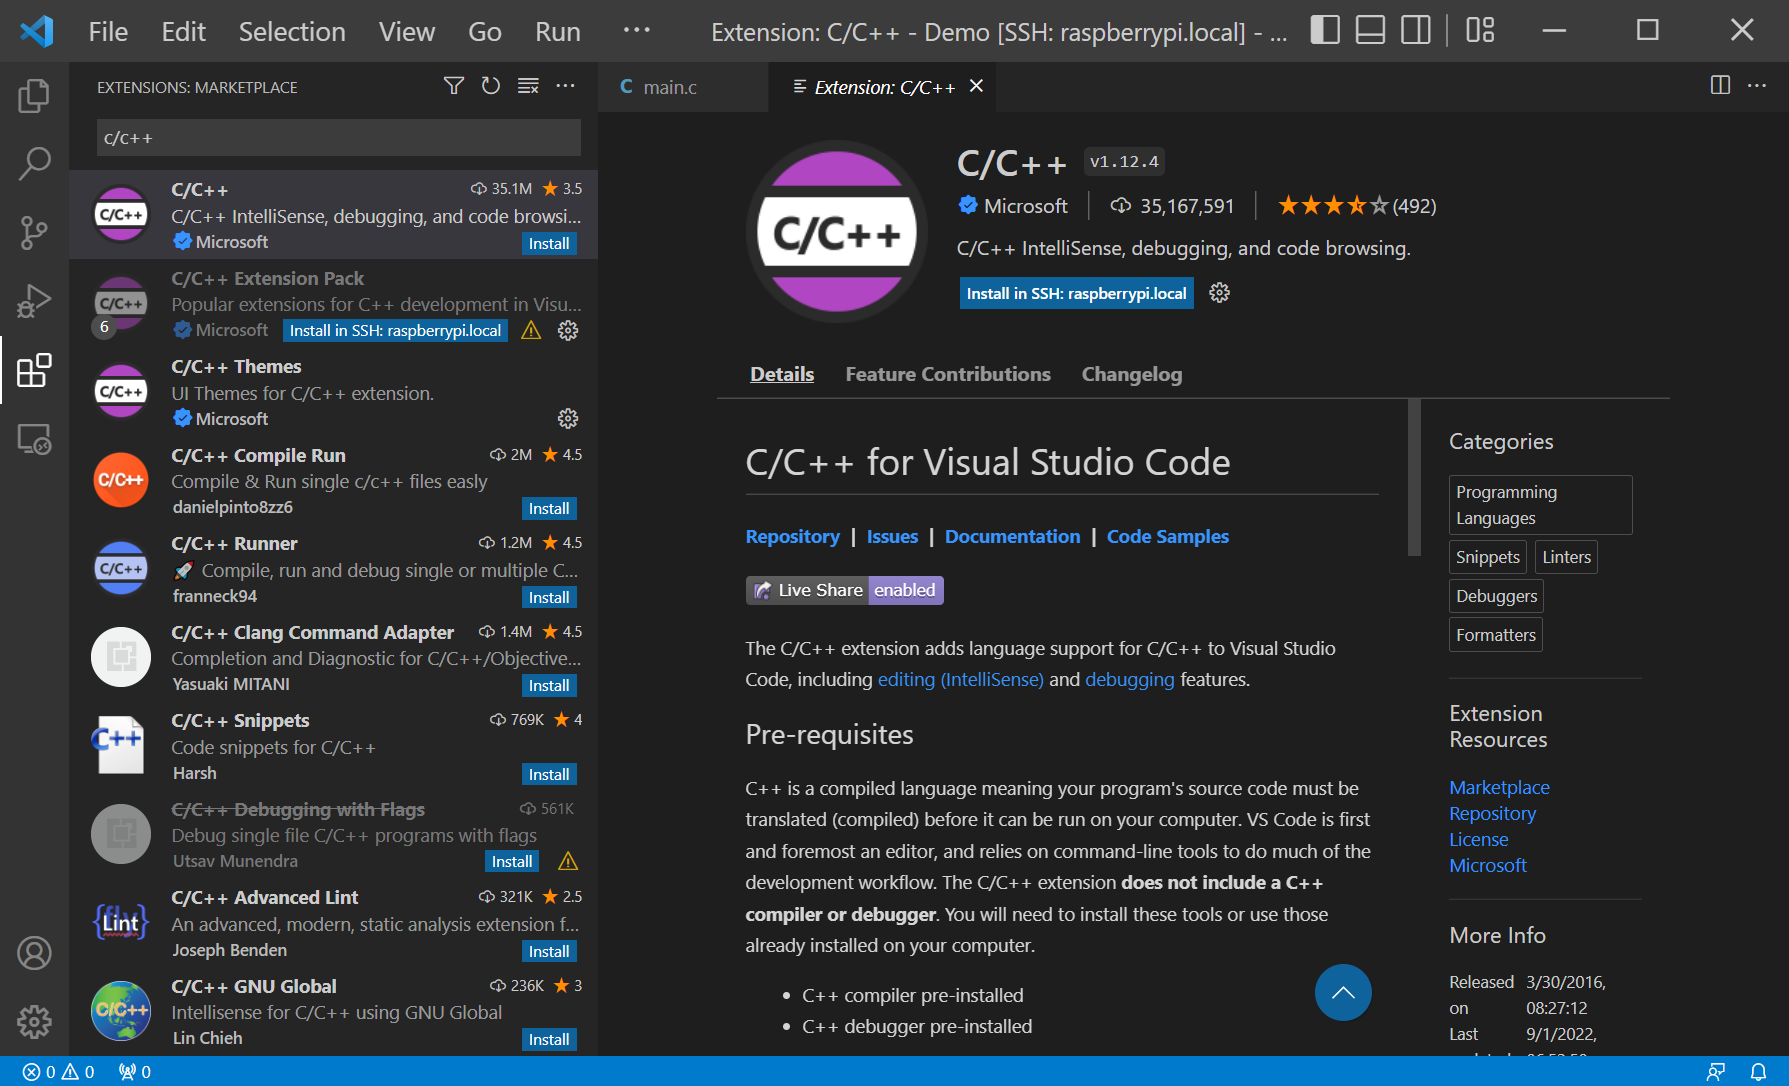 File Edit Selection View Go Run ··· Extension: C/C++ - Demo [SSH: raspberrypi.local] - ...
EXTENSIONS: MARKETPLACE
c/c++
C/C++ 35.1M 3.5
C/C++ IntelliSense, debugging, and code browsi...
Microsoft Install
C/C++ Extension Pack
Popular extensions for C++ development in Visu...
6 Microsoft Install in SSH: raspberrypi.local
C/C++ Themes
UI Themes for C/C++ extension.
Microsoft
C/C++ Compile Run 2M 4.5
Compile & Run single c/c++ files easly
danielpinto8zz6 Install
C/C++ Runner 1.2M 4.5
🚀 Compile, run and debug single or multiple C...
franneck94 Install
C/C++ Clang Command Adapter 1.4M 4.5
Completion and Diagnostic for C/C++/Objective...
Yasuaki MITANI Install
C/C++ Snippets 769K 4
Code snippets for C/C++
Harsh Install
C/C++ Debugging with Flags 561K
Debug single file C/C++ programs with flags
Utsav Munendra Install
C/C++ Advanced Lint 321K 2.5
An advanced, modern, static analysis extension f...
Joseph Benden Install
C/C++ GNU Global 236K 3
Intellisense for C/C++ using GNU Global
Lin Chieh Install
C/C++
C/C++
C/C++
C/C++
C/C++
C++
{fly}
Lint
C/C++
C main.c Extension: C/C++
C/C++
C/C++ v1.12.4
Microsoft | 35,167,591 | (492)
C/C++ IntelliSense, debugging, and code browsing.
Install in SSH: raspberrypi.local
Details Feature Contributions Changelog
C/C++ for Visual Studio Code
Repository | Issues | Documentation | Code Samples
Live Share enabled
The C/C++ extension adds language support for C/C++ to Visual Studio
Code, including editing (IntelliSense) and debugging features.
Pre-requisites
C++ is a compiled language meaning your program's source code must be
translated (compiled) before it can be run on your computer. VS Code is first
and foremost an editor, and relies on command-line tools to do much of the
development workflow. The C/C++ extension does not include a C++
compiler or debugger. You will need to install these tools or use those
already installed on your computer.
• C++ compiler pre-installed
• C++ debugger pre-installed
Categories
Programming
Languages
Snippets Linters
Debuggers
Formatters
Extension
Resources
Marketplace
Repository
License
Microsoft
More Info
Released 3/30/2016,
on 08:27:12
Last 9/1/2022,
0 0 0